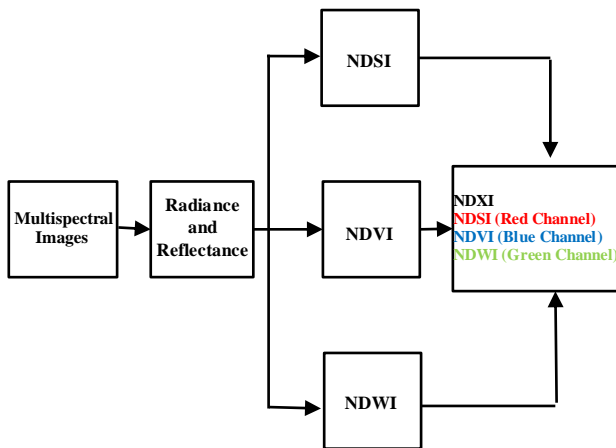 NDSI
Multispectral
Images
Radiance
and
Reflectance
NDVI
NDXI
NDSI (Red Channel)
NDVI (Blue Channel)
NDWI (Green Channel)
NDWI